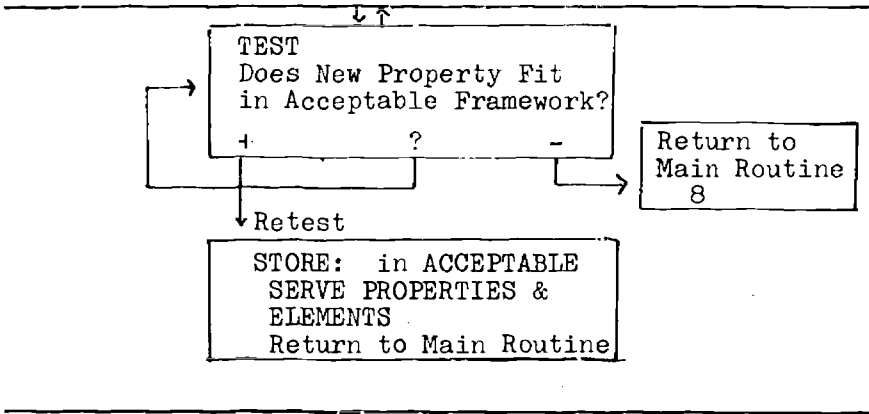 TEST
Does New Property Fit
in Acceptable Framework?
+ ? -
Return to
Main Routine
8
Retest
STORE: in ACCEPTABLE
SERVE PROPERTIES &
ELEMENTS
Return to Main Routine